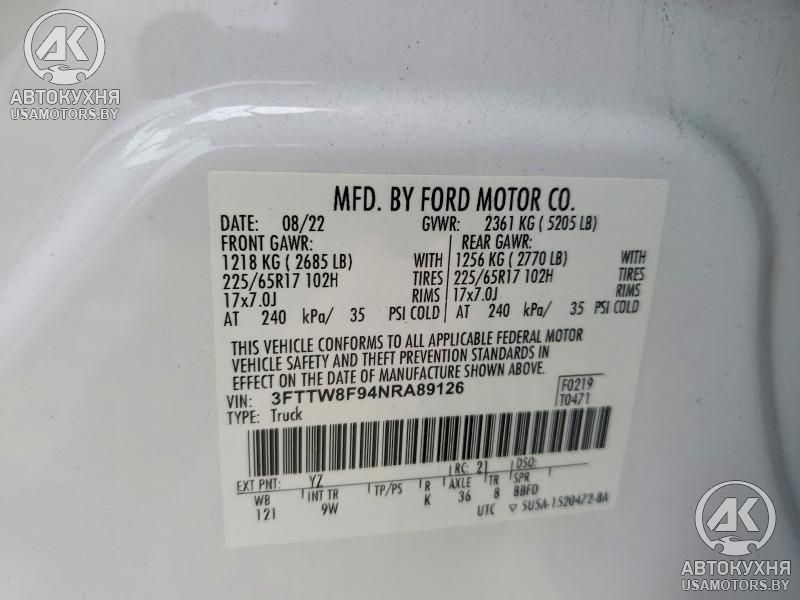 AK
АВТОКУХНЯ
USAMOTORS.BY
MFD. BY FORD MOTOR CO.
DATE: 08/22 GVWR: 2361 KG ( 5205 LB)
FRONT GAWR: REAR GAWR:
1218 KG ( 2685 LB) WITH 1256 KG ( 2770 LB) WITH
225/65R17 102H TIRES 225/65R17 102H TIRES
17x7.0J RIMS 17x7.0J RIMS
AT 240 kPa/ 35 PSI COLD AT 240 kPa/ 35 PSI COLD
THIS VEHICLE CONFORMS TO ALL APPLICABLE FEDERAL MOTOR
VEHICLE SAFETY AND THEFT PREVENTION STANDARDS IN
EFFECT ON THE DATE OF MANUFACTURE SHOWN ABOVE.
VIN: 3FTTW8F94NRA89126 F0219
TYPE: Truck T0471
EXT PNT: YZ RC: 21 DSO:
WB INT TR TP/PS R AXLE TR SPR
121 9W K 36 8 BBFD
UTC ▽ 5U5A-1520472-BA
AK
АВТОКУХНЯ
USAMOTORS.BY